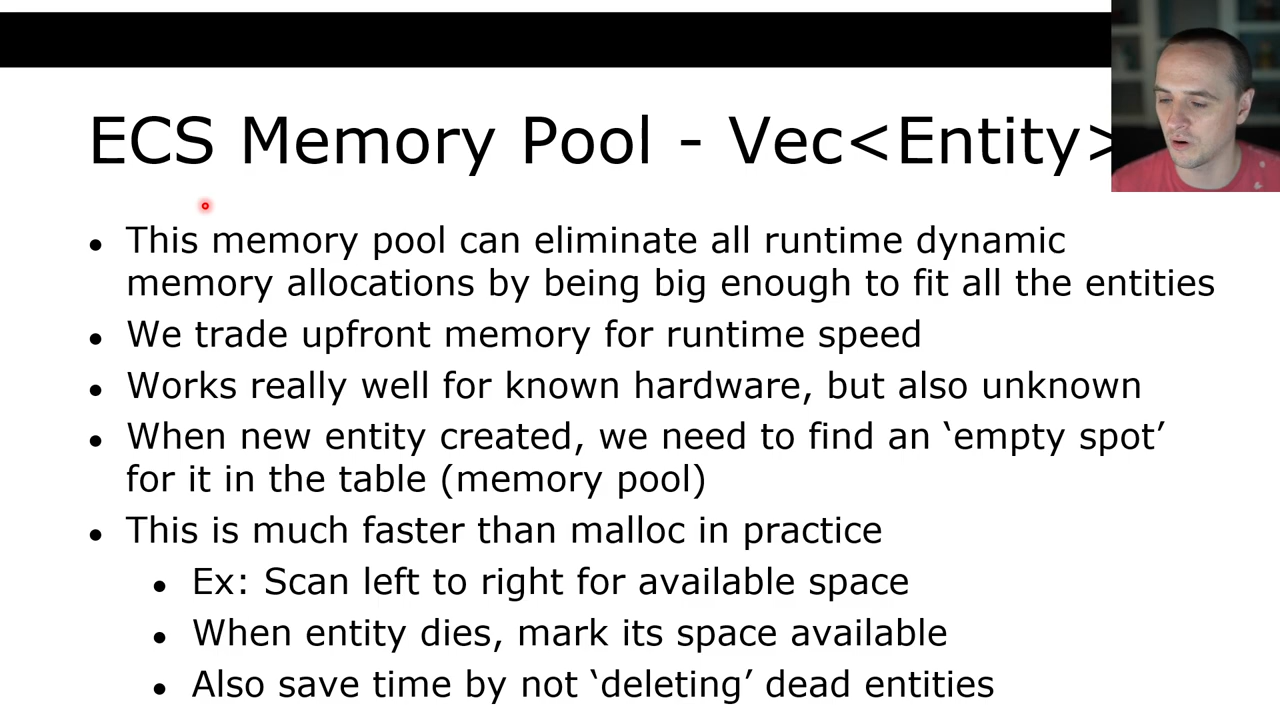 ECS Memory Pool - Vec<Entity>
• This memory pool can eliminate all runtime dynamic
memory allocations by being big enough to fit all the entities
• We trade upfront memory for runtime speed
• Works really well for known hardware, but also unknown
• When new entity created, we need to find an ‘empty spot’
for it in the table (memory pool)
• This is much faster than malloc in practice
• Ex: Scan left to right for available space
• When entity dies, mark its space available
• Also save time by not ‘deleting’ dead entities